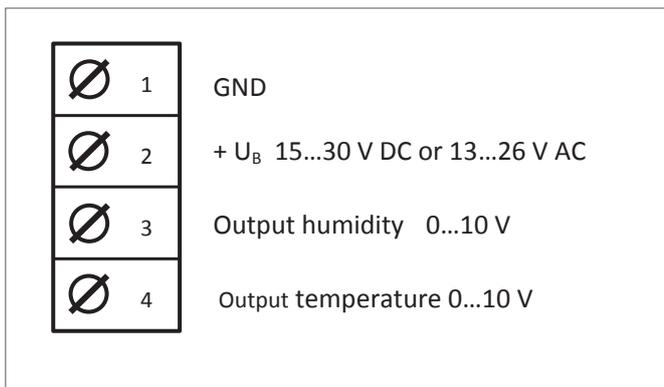 1 GND
2 + U_B 15...30 V DC or 13...26 V AC
3 Output humidity 0...10 V
4 Output temperature 0...10 V